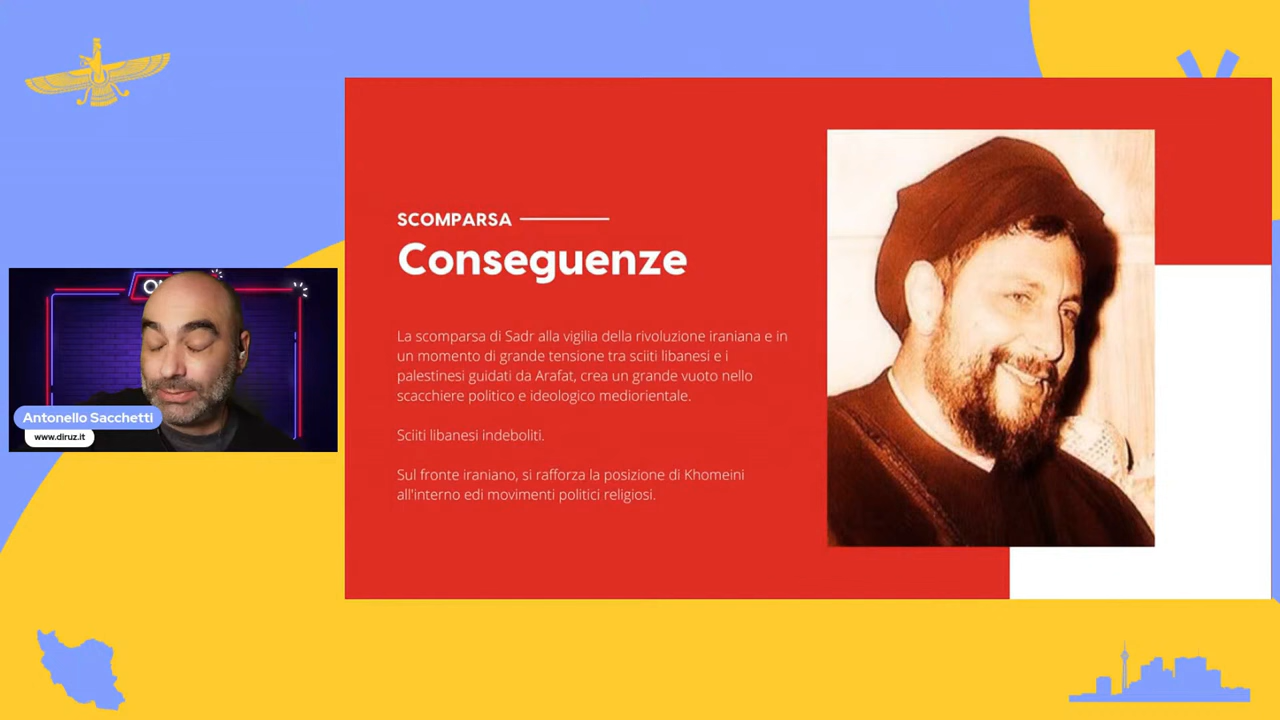 SCOMPARSA
Conseguenze
La scomparsa di Sadr alla vigilia della rivoluzione iraniana e in
un momento di grande tensione tra sciiti libanesi e i
palestinesi guidati da Arafat, crea un grande vuoto nello
scacchiere politico e ideologico mediorientale.
Sciiti libanesi indeboliti.
Sul fronte iraniano, si rafforza la posizione di Khomeini
all'interno edi movimenti politici religiosi.
Antonello Sacchetti
www.diruz.it